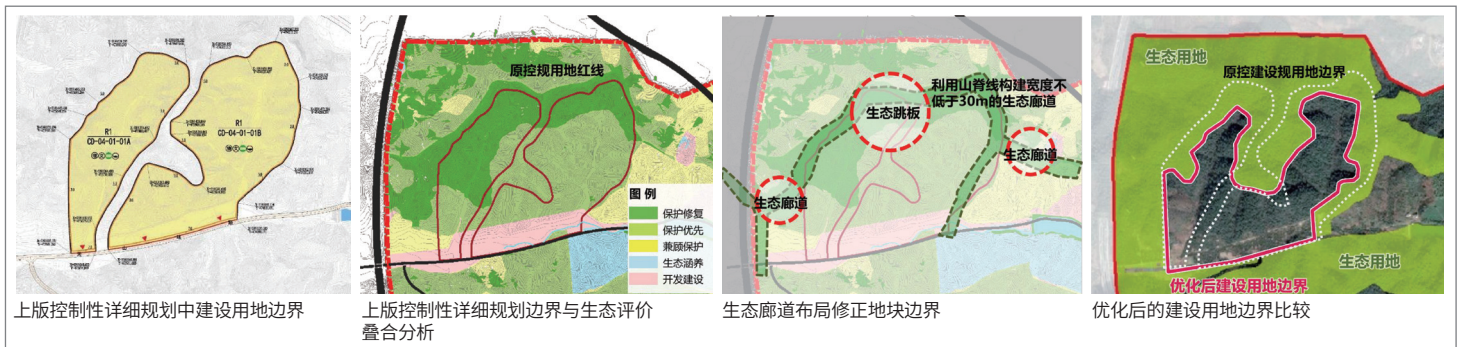 R1
CD-04-01-01A
R1
CD-04-01-01B
上版控制性详细规划中建设用地边界
原控规用地红线
图 例
保护修复
保护优先
兼顾保护
生态涵养
开发建设
上版控制性详细规划边界与生态评价
叠合分析
利用山脊线构建宽度不
低于30m的生态廊道
生态跳板
生态廊道
生态廊道
生态廊道布局修正地块边界
生态用地
原控建设规用地边界
生态用地
优化后建设用地边界
优化后的建设用地边界比较